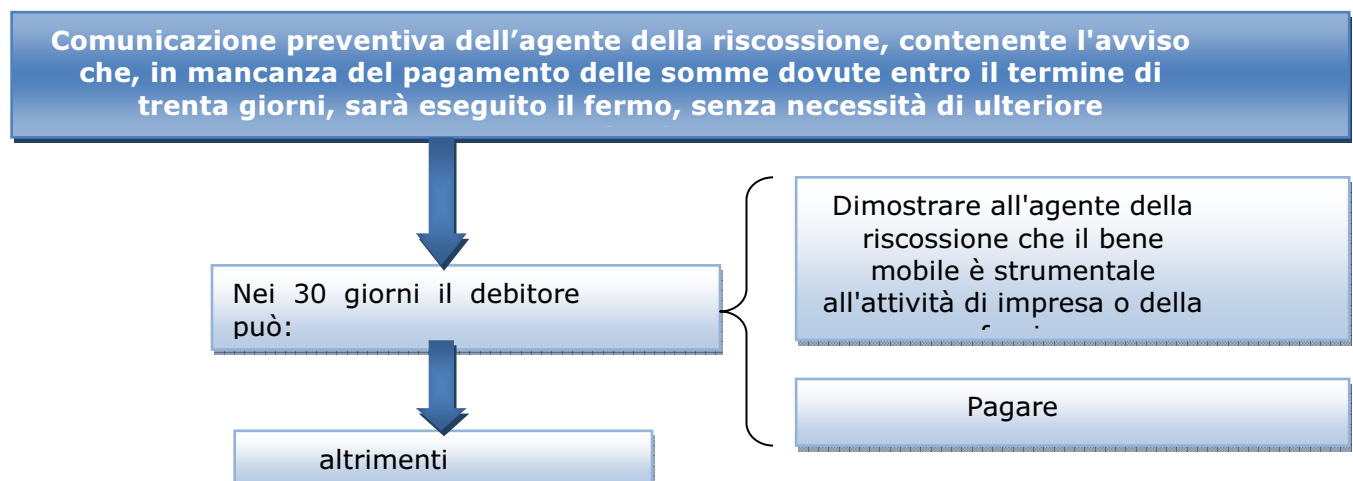 Comunicazione preventiva dell’agente della riscossione, contenente l'avviso
che, in mancanza del pagamento delle somme dovute entro il termine di
trenta giorni, sarà eseguito il fermo, senza necessità di ulteriore
Dimostrare all'agente della
riscossione che il bene
mobile è strumentale
all'attività di impresa o della
Nei 30 giorni il debitore
può:
Pagare
altrimenti